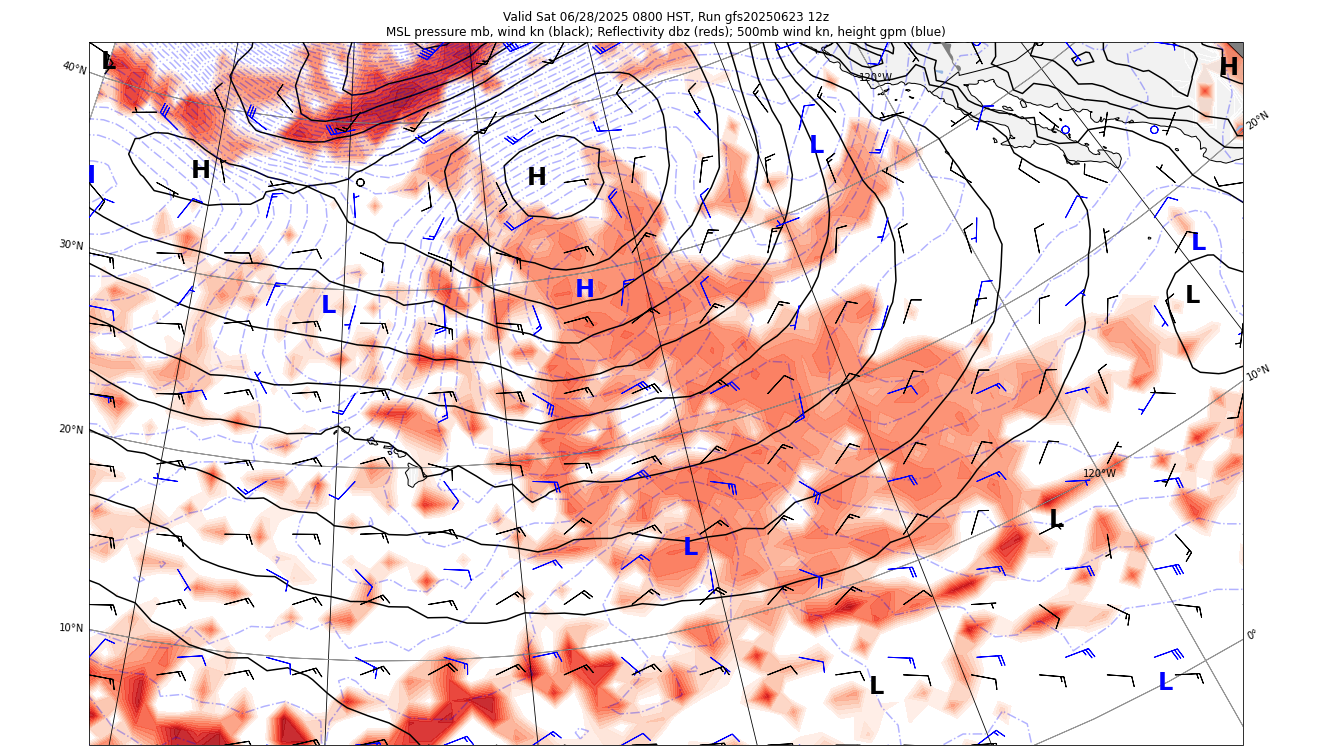 Valid Sat 06/28/2025 0800 HST, Run gfs20250623 12z
MSL pressure mb, wind kn (black); Reflectivity dbz (reds); 500mb wind kn, height gpm (blue)
L
H
40°N
120°W
20°N
L
H
H
H
30°N
L
H
L
L
10°N
20°N
120°W
L
L
10°N
0°
L
L